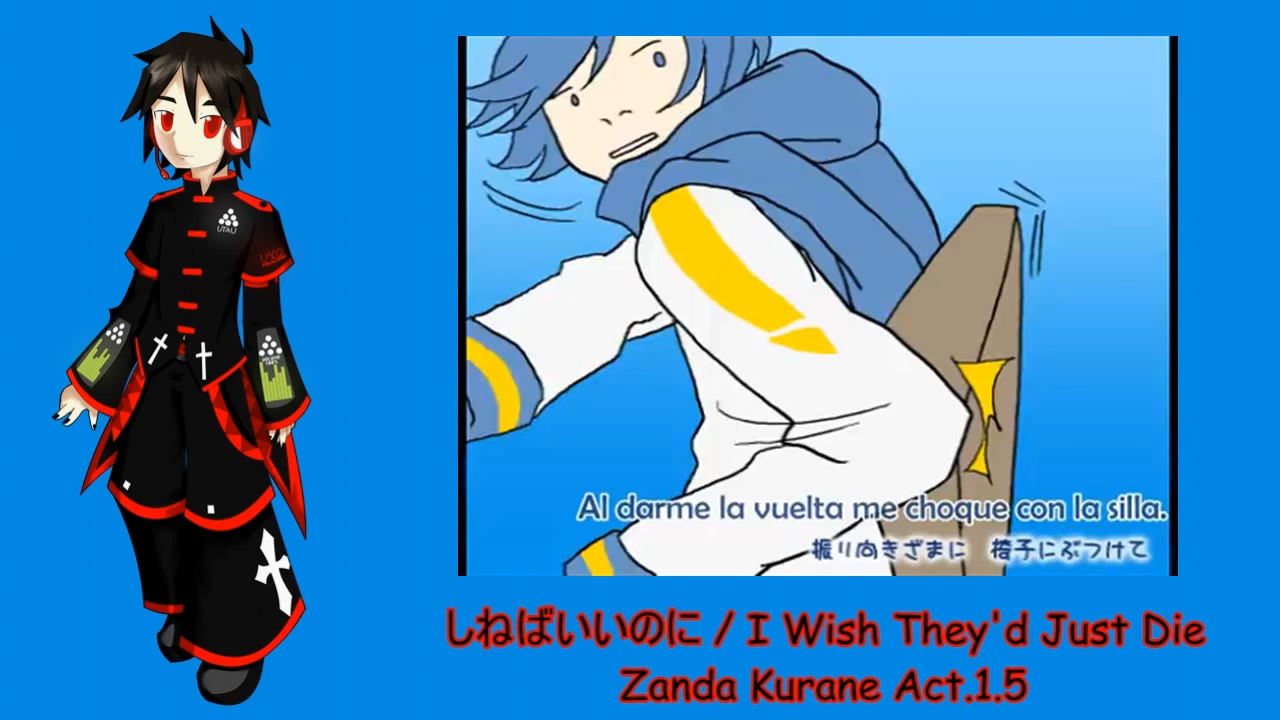 UTAU
Al darme la vuelta me choque con la silla.
振り向きざまに 椅子にぶつけて
しねばいいのに / I Wish They'd Just Die
Zanda Kurane Act.1.5